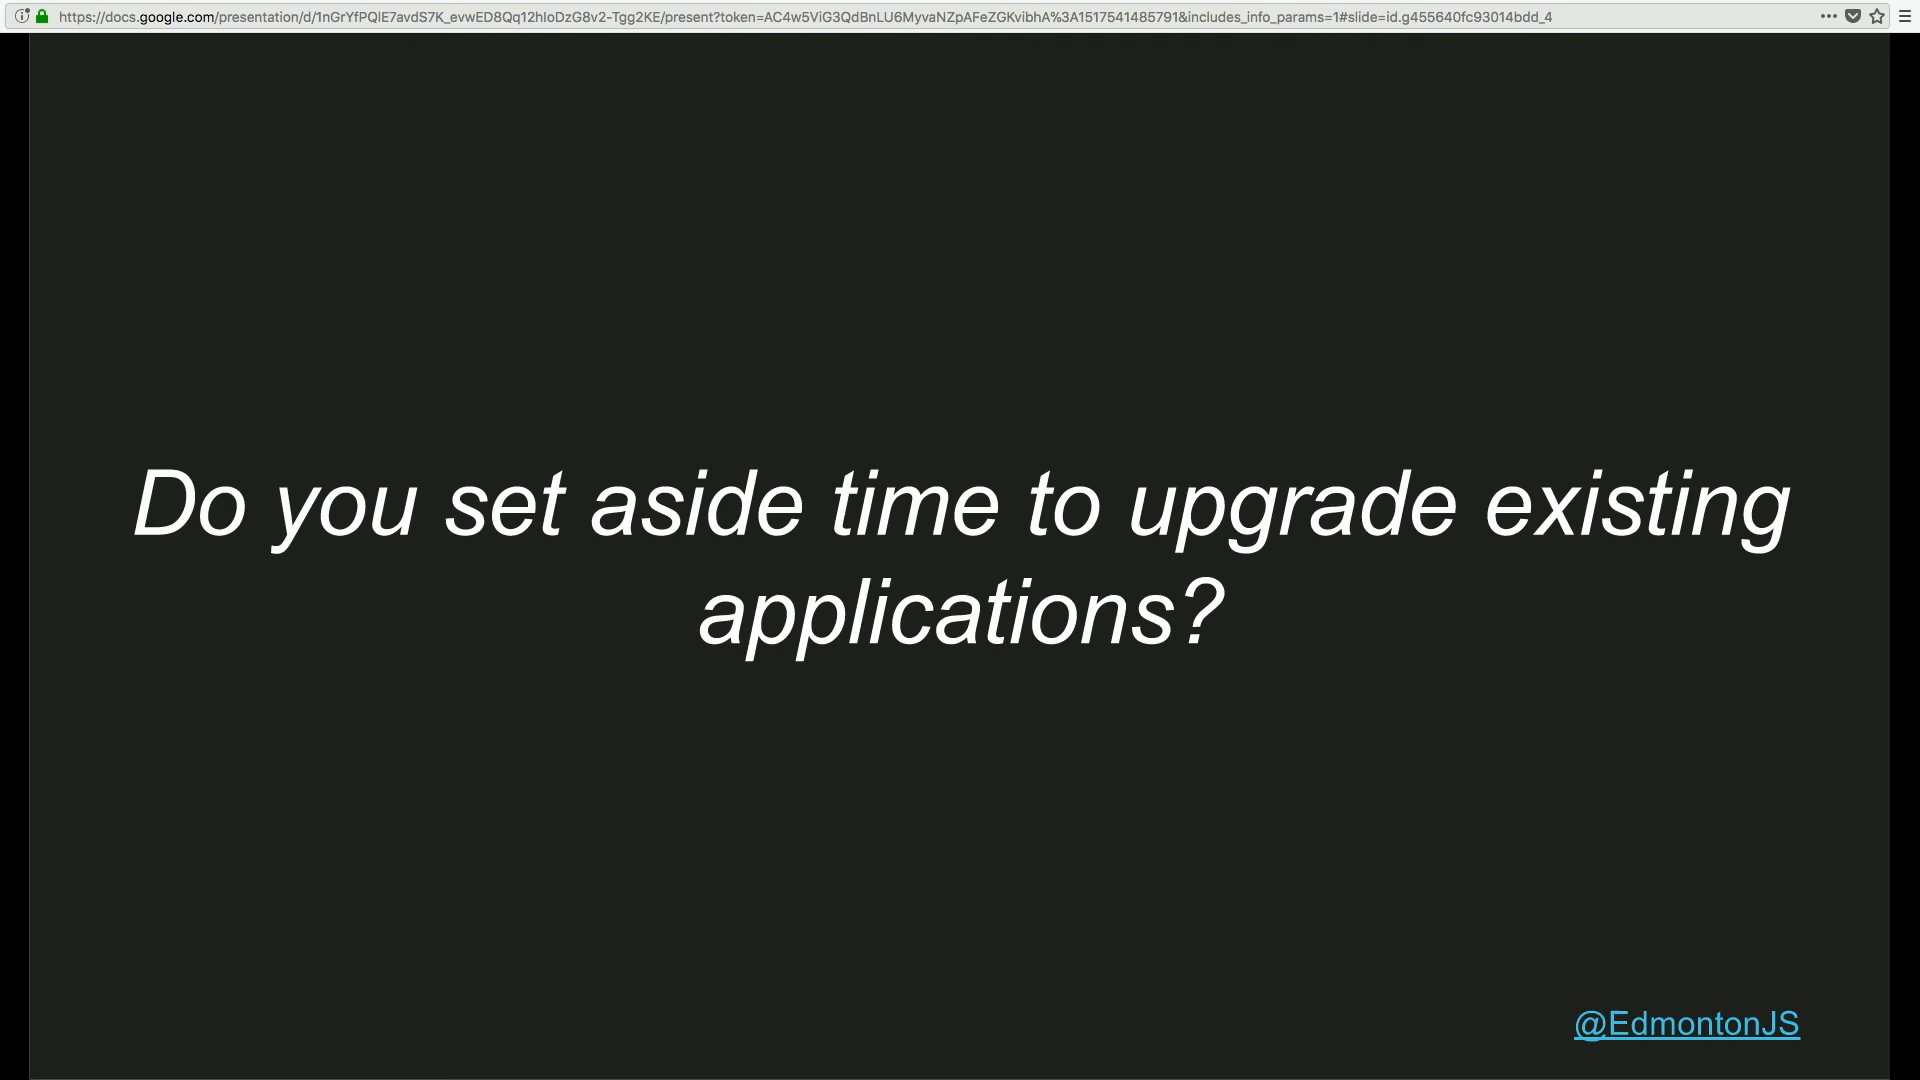 https://docs.google.com/presentation/d/1nGrYfPQlE7avdS7K_evwED8Qq12hIoDzG8v2-Tgg2KE/present?token=AC4w5ViG3QdBnLU6MyvaNZpAFeZGKvibhA%3A1517541485791&includes_info_params=1#slide=id.g455640fc93014bdd_4
Do you set aside time to upgrade existing
applications?
@EdmontonJS